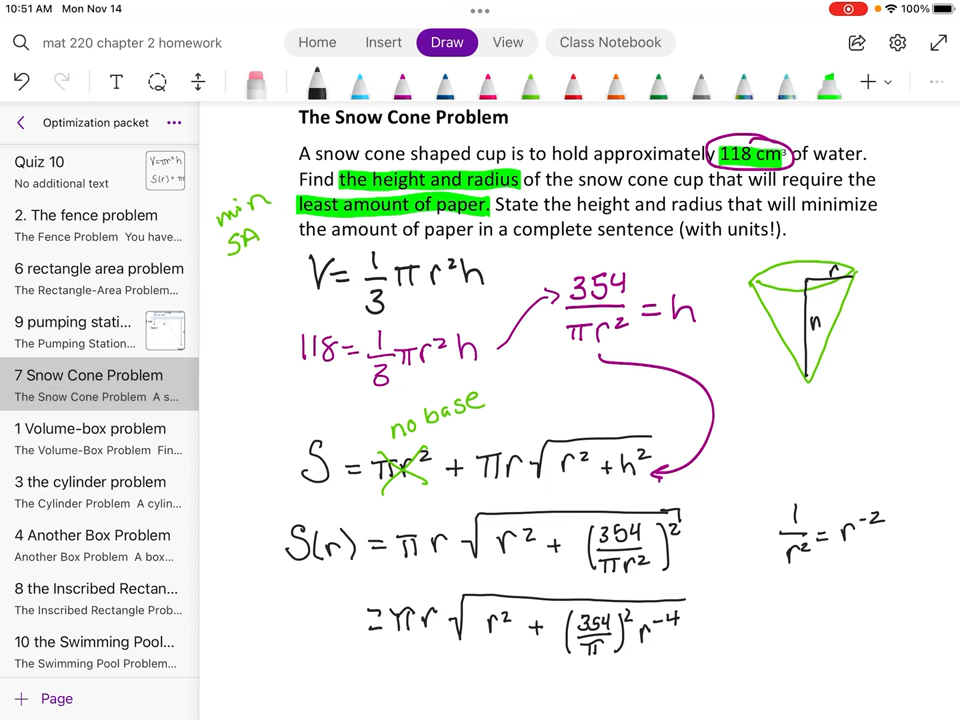 10:51 AM Mon Nov 14
100%
mat 220 chapter 2 homework
Home Insert Draw View Class Notebook
T
Optimization packet
Quiz 10
No additional text
V=πr²h
S(r) = π
2. The fence problem
The Fence Problem You have...
6 rectangle area problem
The Rectangle-Area Problem...
9 pumping stati...
The Pumping Station...
7 Snow Cone Problem
The Snow Cone Problem A s...
1 Volume-box problem
The Volume-Box Problem Fin...
3 the cylinder problem
The Cylinder Problem A cylin...
4 Another Box Problem
Another Box Problem A box...
8 the Inscribed Rectan...
The Inscribed Rectangle Prob...
10 the Swimming Pool...
The Swimming Pool Problem...
+ Page
The Snow Cone Problem
A snow cone shaped cup is to hold approximately 118 cm³ of water.
Find the height and radius of the snow cone cup that will require the
least amount of paper. State the height and radius that will minimize
the amount of paper in a complete sentence (with units!).
min
SA
V = 1/3 πr²h
118 = 1/3 πr²h
354/πr² = h
r
h
no base
S = πr² + πr√(r² + h²)
S(r) = πr√(r² + (354/πr²)²)
1/r² = r⁻²
= πr√(r² + (354/π)² r⁻⁴)